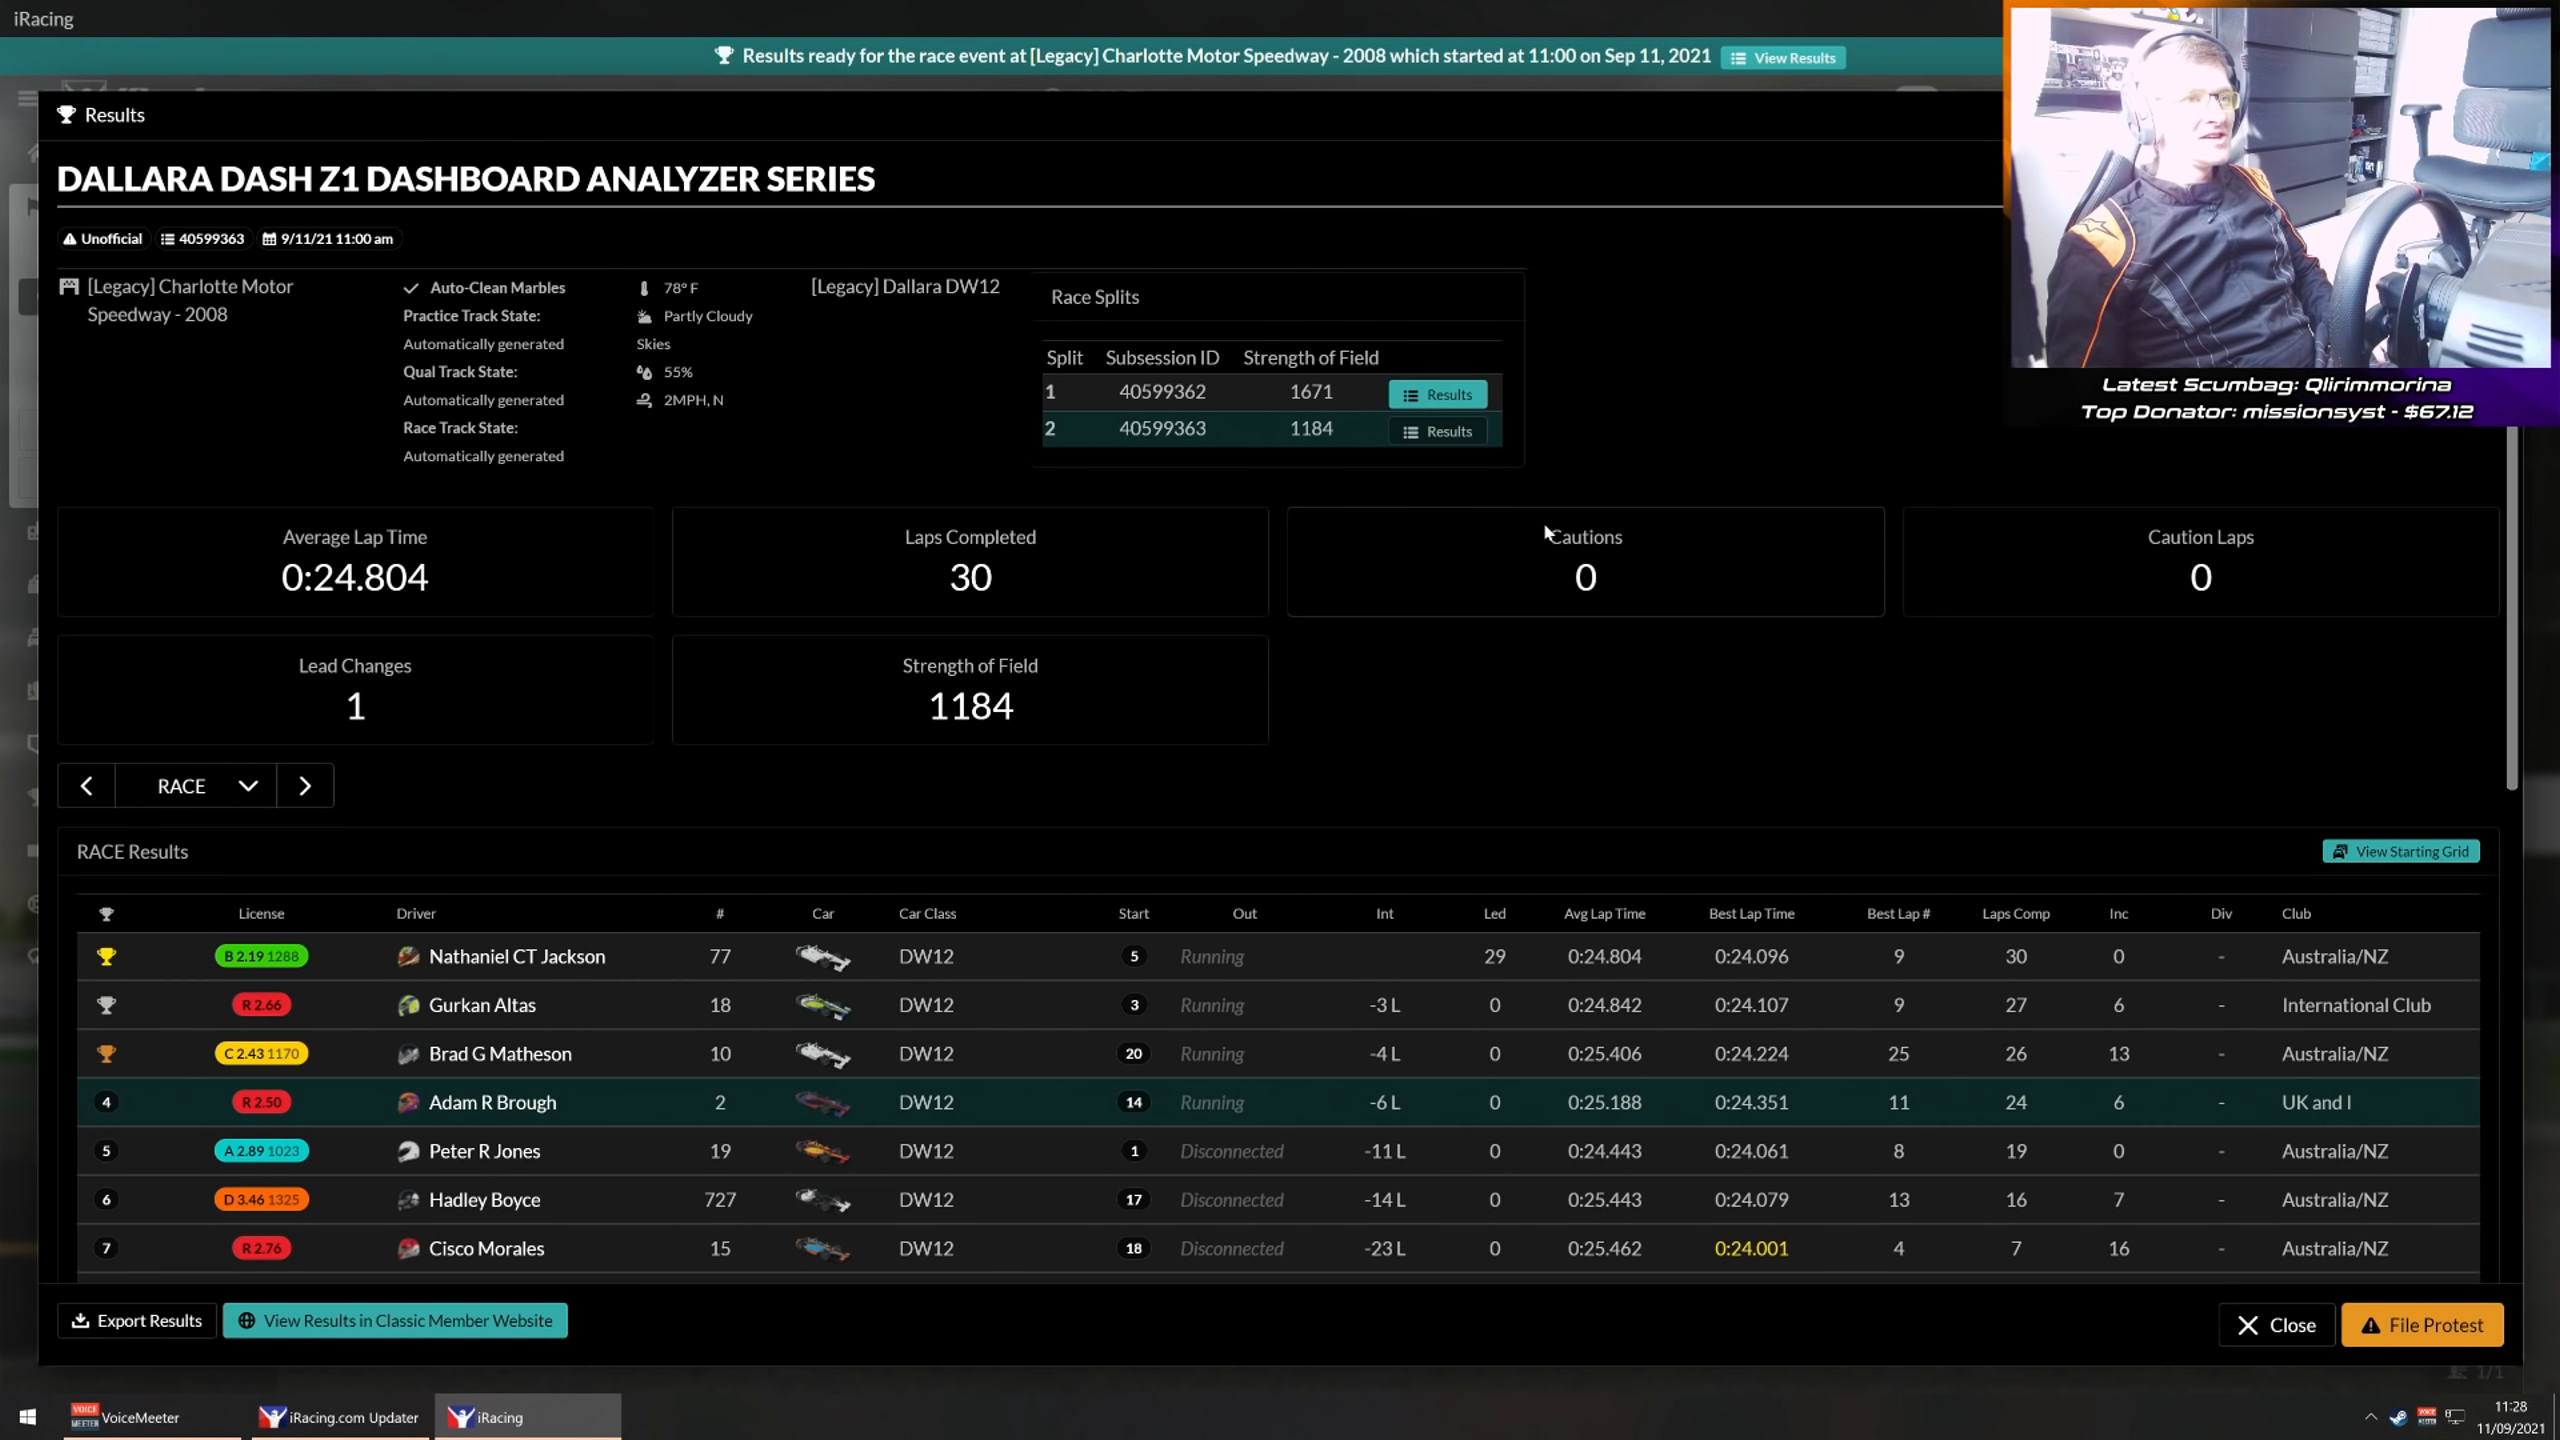 iRacing
Results ready for the race event at [Legacy] Charlotte Motor Speedway - 2008 which started at 11:00 on Sep 11, 2021
View Results
Results
DALLARA DASH Z1 DASHBOARD ANALYZER SERIES
Unofficial 40599363 9/11/21 11:00 am
[Legacy] Charlotte Motor
Speedway - 2008
Auto-Clean Marbles
Practice Track State:
Automatically generated
Qual Track State:
Automatically generated
Race Track State:
Automatically generated
78° F
Partly Cloudy
Skies
55%
2MPH, N
[Legacy] Dallara DW12
Race Splits
Split Subsession ID Strength of Field
1 40599362 1671 Results
2 40599363 1184 Results
Latest Scumbag: Qlirimmorina
Top Donator: missionsyst - $67.12
Average Lap Time
0:24.804
Laps Completed
30
Cautions
0
Caution Laps
0
Lead Changes
1
Strength of Field
1184
RACE
RACE Results
View Starting Grid
License Driver # Car Car Class Start Out Int Led Avg Lap Time Best Lap Time Best Lap # Laps Comp Inc Div Club
B 2.19 1288 Nathaniel CT Jackson 77 DW12 5 Running 29 0:24.804 0:24.096 9 30 0 - Australia/NZ
R 2.66 Gurkan Altas 18 DW12 3 Running -3 L 0 0:24.842 0:24.107 9 27 6 - International Club
C 2.43 1170 Brad G Matheson 10 DW12 20 Running -4 L 0 0:25.406 0:24.224 25 26 13 - Australia/NZ
4 R 2.50 Adam R Brough 2 DW12 14 Running -6 L 0 0:25.188 0:24.351 11 24 6 - UK and I
5 A 2.89 1023 Peter R Jones 19 DW12 1 Disconnected -11 L 0 0:24.443 0:24.061 8 19 0 - Australia/NZ
6 D 3.46 1325 Hadley Boyce 727 DW12 17 Disconnected -14 L 0 0:25.443 0:24.079 13 16 7 - Australia/NZ
7 R 2.76 Cisco Morales 15 DW12 18 Disconnected -23 L 0 0:25.462 0:24.001 4 7 16 - Australia/NZ
Export Results
View Results in Classic Member Website
Close
File Protest
1/1
VOICE MEETER VoiceMeeter
iRacing.com Updater
iRacing
11:28
11/09/2021